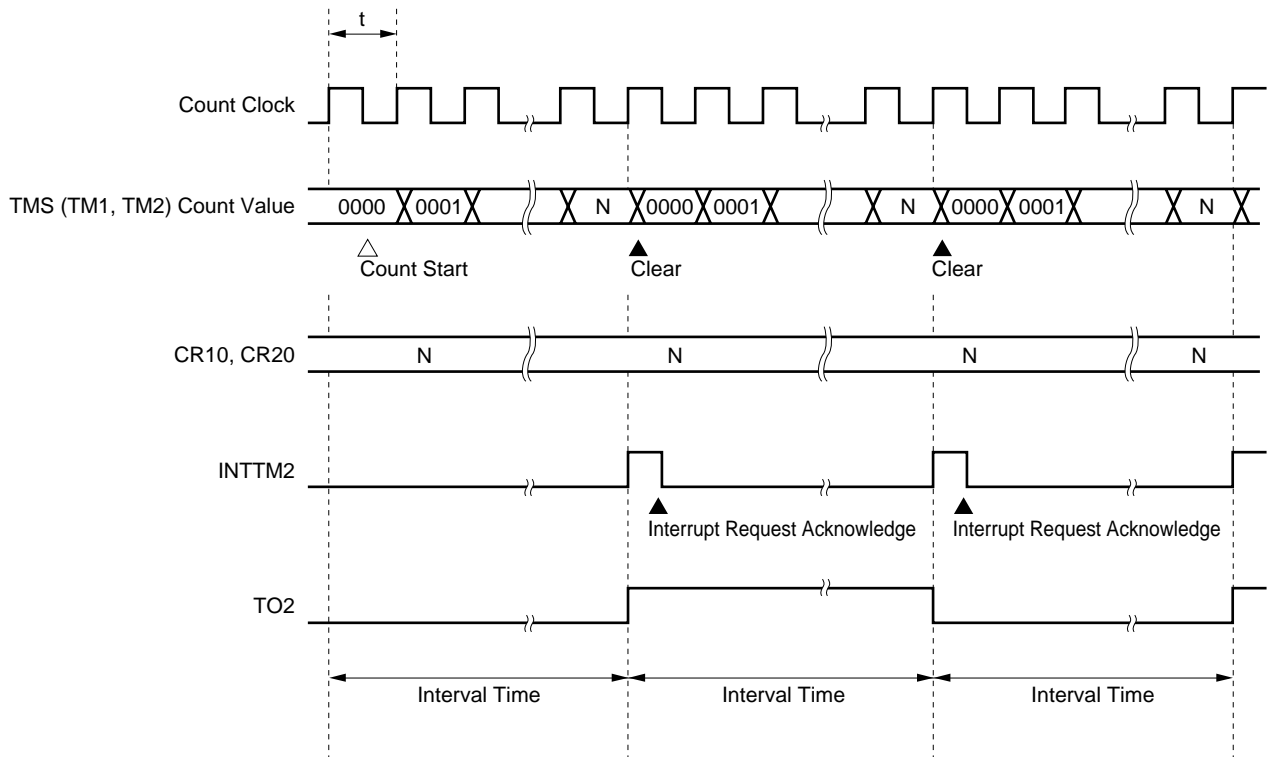 t
Count Clock
TMS (TM1, TM2) Count Value
0000 0001 N 0000 0001 N 0000 0001 N
Count Start Clear Clear
CR10, CR20 N N N N
INTTM2
Interrupt Request Acknowledge Interrupt Request Acknowledge
TO2
Interval Time Interval Time Interval Time